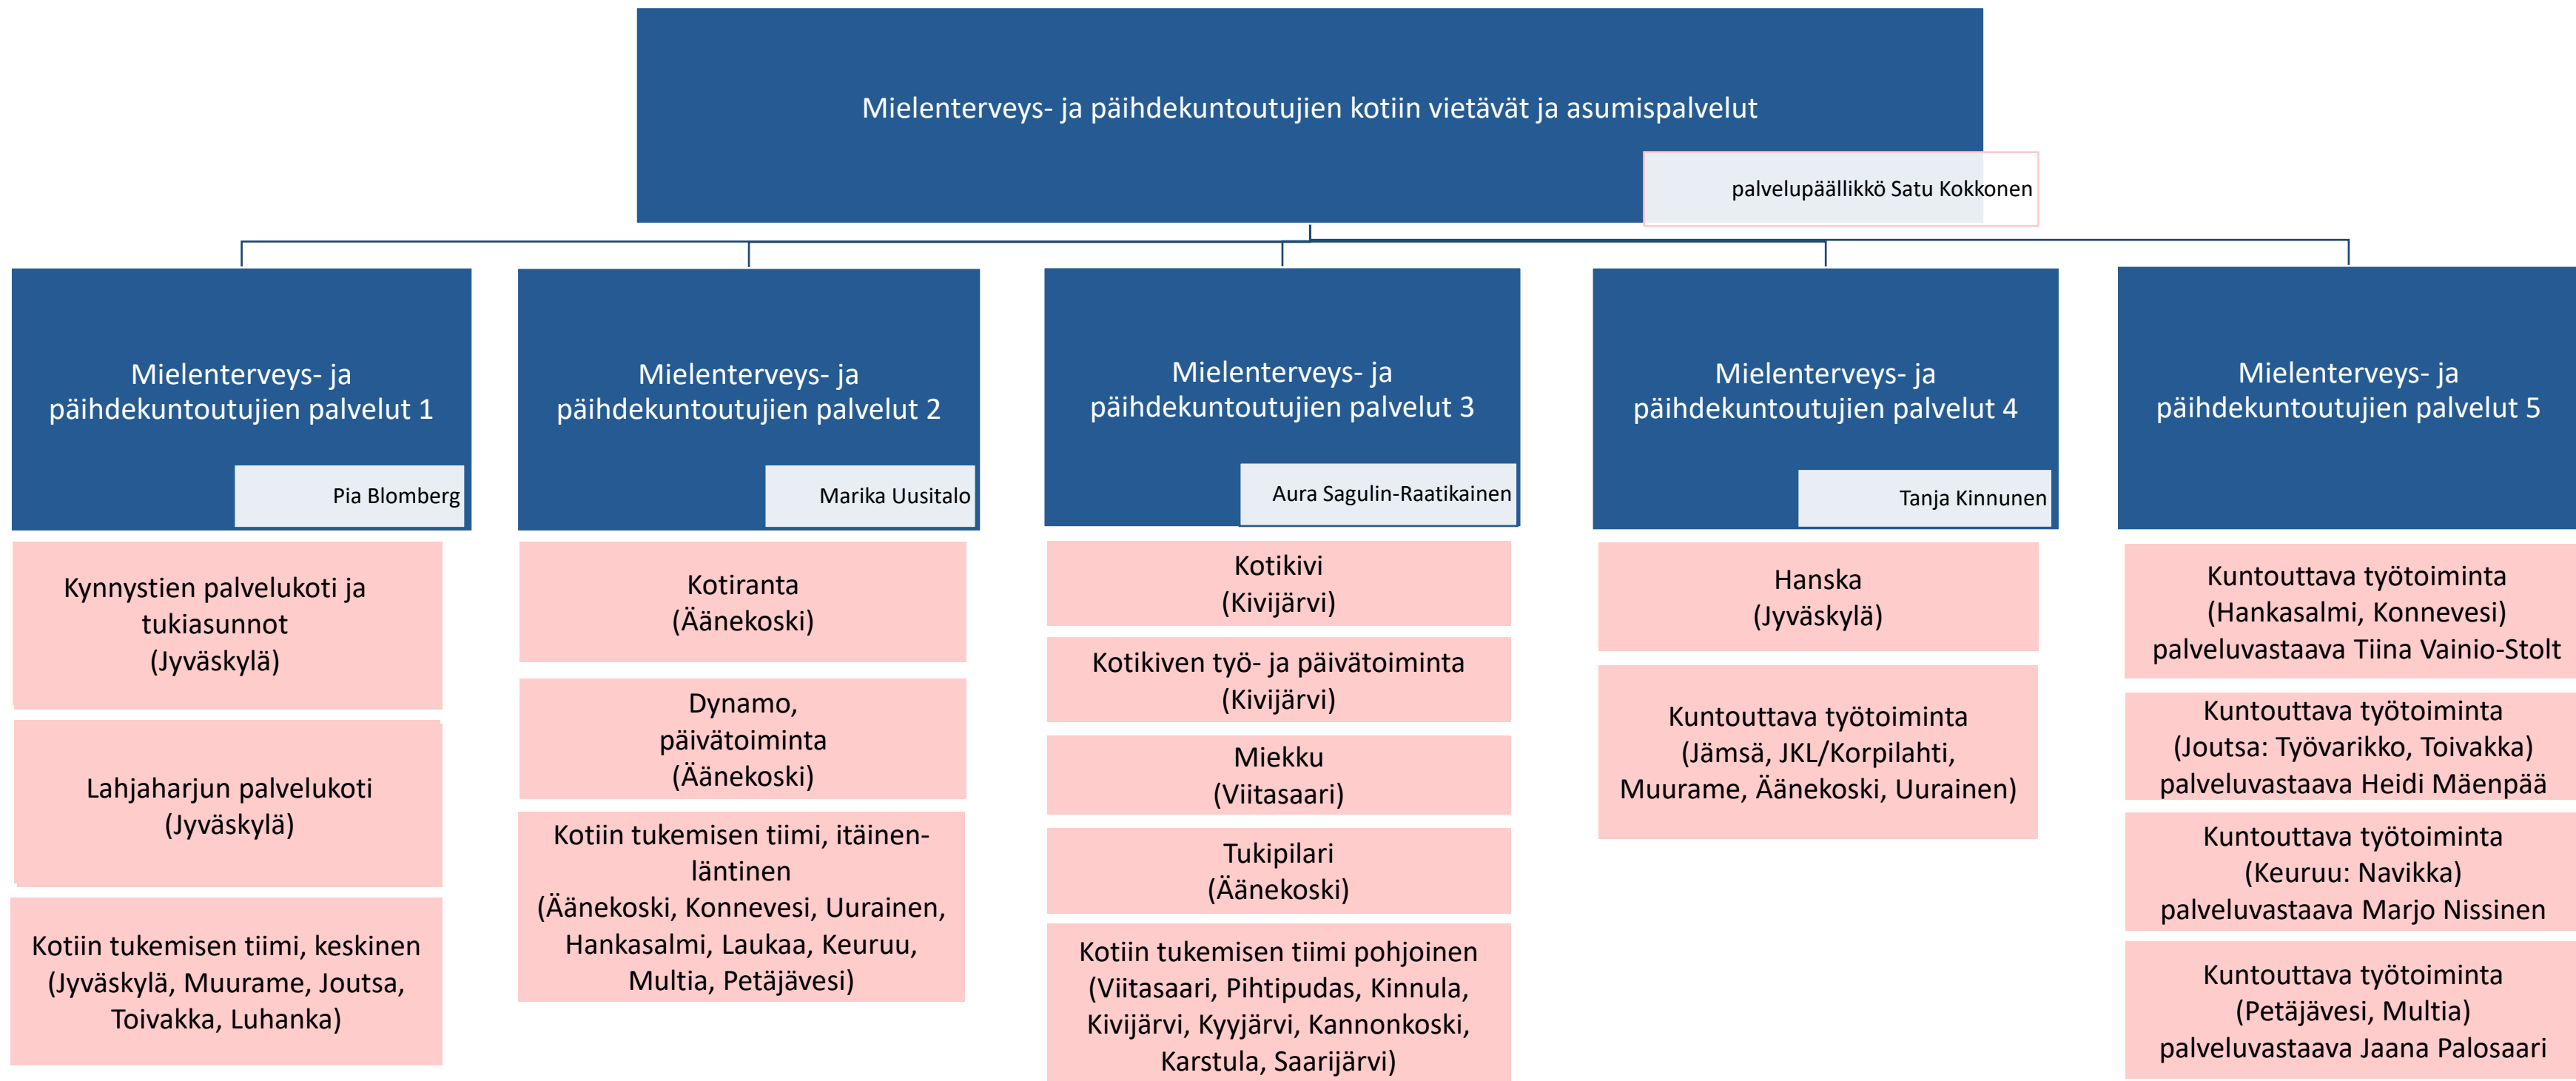 Mielenterveys- ja päihdekuntoutujien kotiin vietävät ja asumispalvelut
palvelupäällikkö Satu Kokkonen
Mielenterveys- ja
päihdekuntoutujien palvelut 1
Pia Blomberg
Kynnystien palvelukoti ja
tukiasunnot
(Jyväskylä)
Lahjaharjun palvelukoti
(Jyväskylä)
Kotiin tukemisen tiimi, keskinen
(Jyväskylä, Muurame, Joutsa,
Toivakka, Luhanka)
Mielenterveys- ja
päihdekuntoutujien palvelut 2
Marika Uusitalo
Kotiranta
(Äänekoski)
Dynamo,
päivätoiminta
(Äänekoski)
Kotiin tukemisen tiimi, itäinen-
läntinen
(Äänekoski, Konnevesi, Uurainen,
Hankasalmi, Laukaa, Keuruu,
Multia, Petäjävesi)
Mielenterveys- ja
päihdekuntoutujien palvelut 3
Aura Sagulin-Raatikainen
Kotikivi
(Kivijärvi)
Kotikiven työ- ja päivätoiminta
(Kivijärvi)
Miekku
(Viitasaari)
Tukipilari
(Äänekoski)
Kotiin tukemisen tiimi pohjoinen
(Viitasaari, Pihtipudas, Kinnula,
Kivijärvi, Kyyjärvi, Kannonkoski,
Karstula, Saarijärvi)
Mielenterveys- ja
päihdekuntoutujien palvelut 4
Tanja Kinnunen
Hanska
(Jyväskylä)
Kuntouttava työtoiminta
(Jämsä, JKL/Korpilahti,
Muurame, Äänekoski, Uurainen)
Mielenterveys- ja
päihdekuntoutujien palvelut 5
Kuntouttava työtoiminta
(Hankasalmi, Konnevesi)
palveluvastaava Tiina Vainio-Stolt
Kuntouttava työtoiminta
(Joutsa: Työvarikko, Toivakka)
palveluvastaava Heidi Mäenpää
Kuntouttava työtoiminta
(Keuruu: Navikka)
palveluvastaava Marjo Nissinen
Kuntouttava työtoiminta
(Petäjävesi, Multia)
palveluvastaava Jaana Palosaari